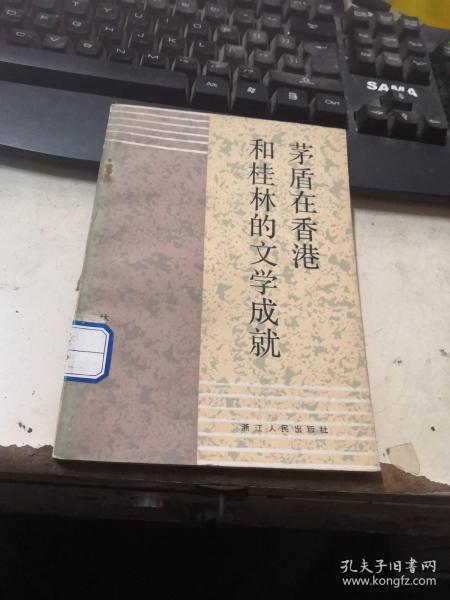 SAMA
茅盾在香港
和桂林的文学成就
浙江人民出版社
孔夫子旧书网
www.kongfz.com